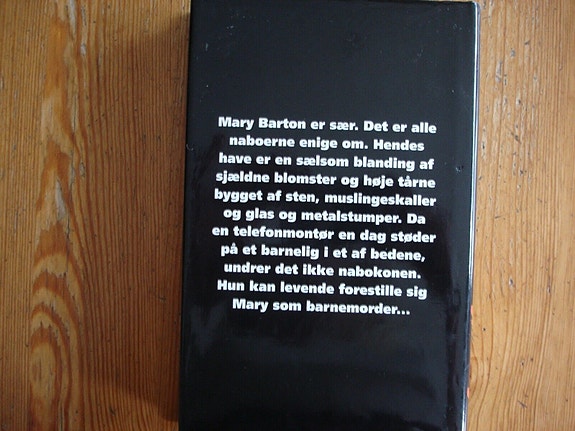 Mary Barton er sær. Det er alle
naboerne enige om. Hendes
have er en sælsom blanding af
sjældne blomster og høje tårne
bygget af sten, muslingeskaller
og glas og metalstumper. Da
en telefonmontør en dag støder
på et barnelig i et af bedene,
undrer det ikke nabokonen.
Hun kan levende forestille sig
Mary som barnemorder...